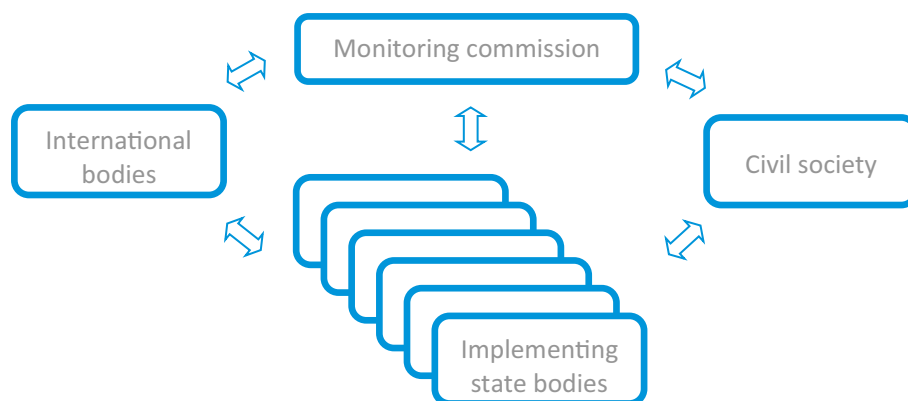 Monitoring commission
International
bodies
Civil society
Implementing
state bodies